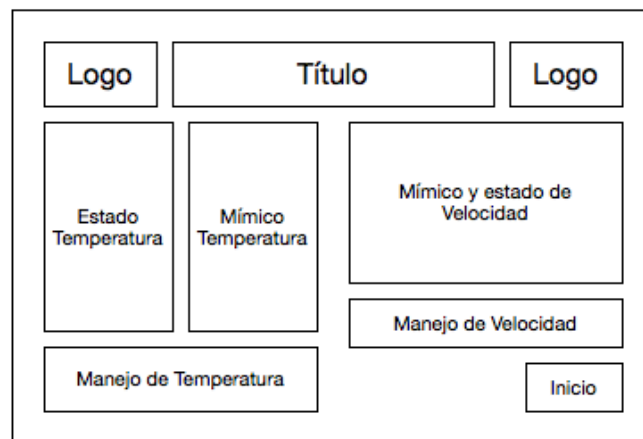 Logo
Título
Logo
Estado
Temperatura
Mímico
Temperatura
Mímico y estado de
Velocidad
Manejo de Velocidad
Manejo de Temperatura
Inicio